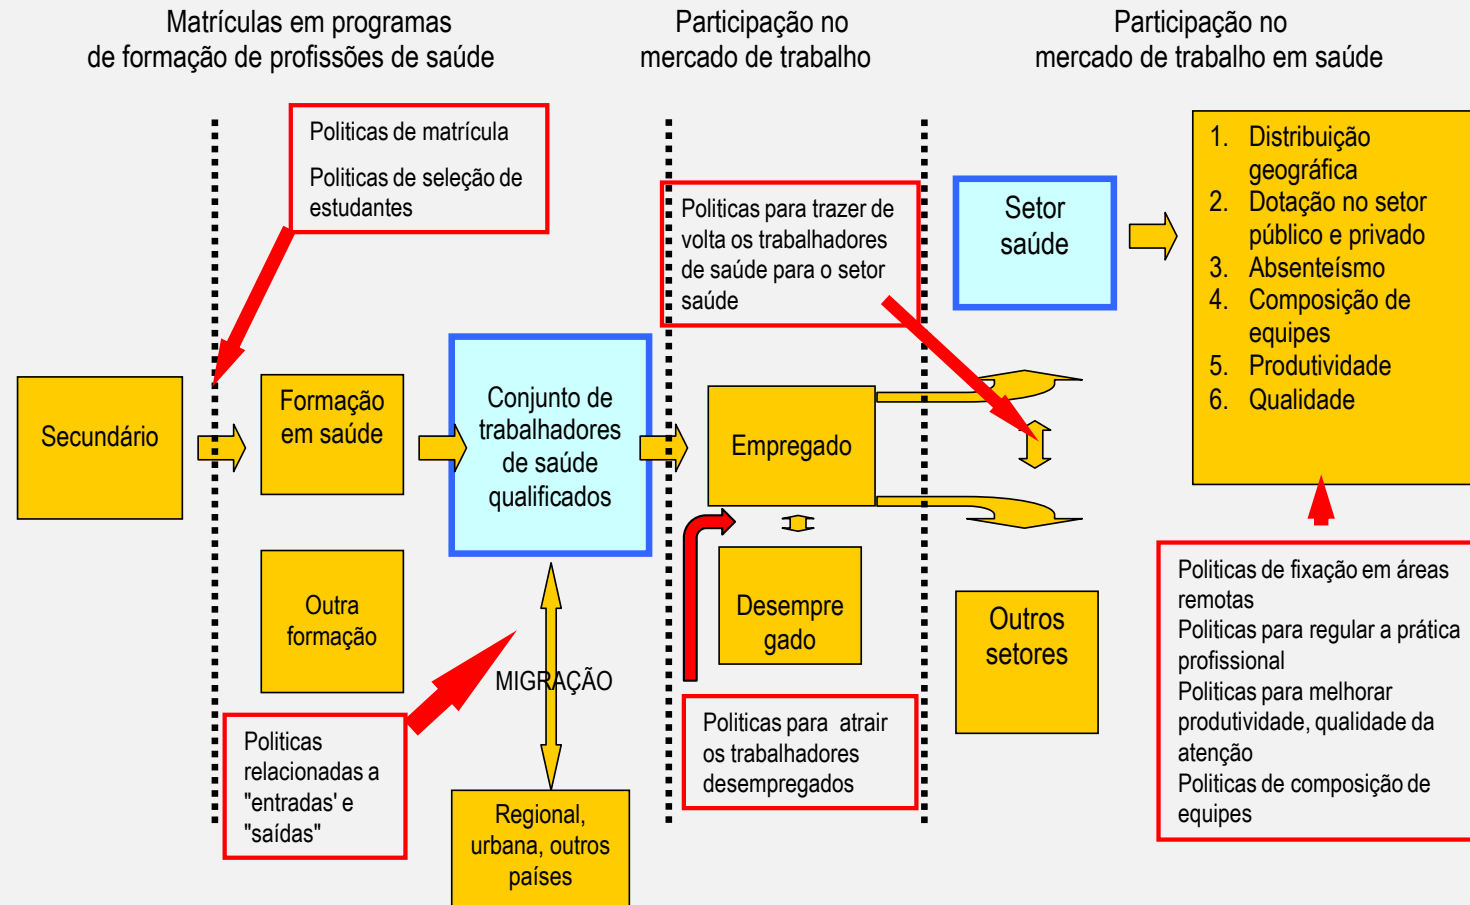 Matrículas em programas
de formação de profissões de saúde
Participação no
mercado de trabalho
Participação no
mercado de trabalho em saúde
Politicas de matrícula
Politicas de seleção de
estudantes
Politicas para trazer de
volta os trabalhadores
de saúde para o setor
saúde
Setor
saúde
1. Distribuição
geográfica
2. Dotação no setor
público e privado
3. Absenteísmo
4. Composição de
equipes
5. Produtividade
6. Qualidade
Secundário
Formação
em saúde
Conjunto de
trabalhadores
de saúde
qualificados
Empregado
Outra
formação
Desempre
gado
Outros
setores
MIGRAÇÃO
Politicas
relacionadas a
"entradas' e
"saídas"
Politicas para atrair
os trabalhadores
desempregados
Regional,
urbana, outros
países
Politicas de fixação em áreas
remotas
Politicas para regular a prática
profissional
Politicas para melhorar
produtividade, qualidade da
atenção
Politicas de composição de
equipes